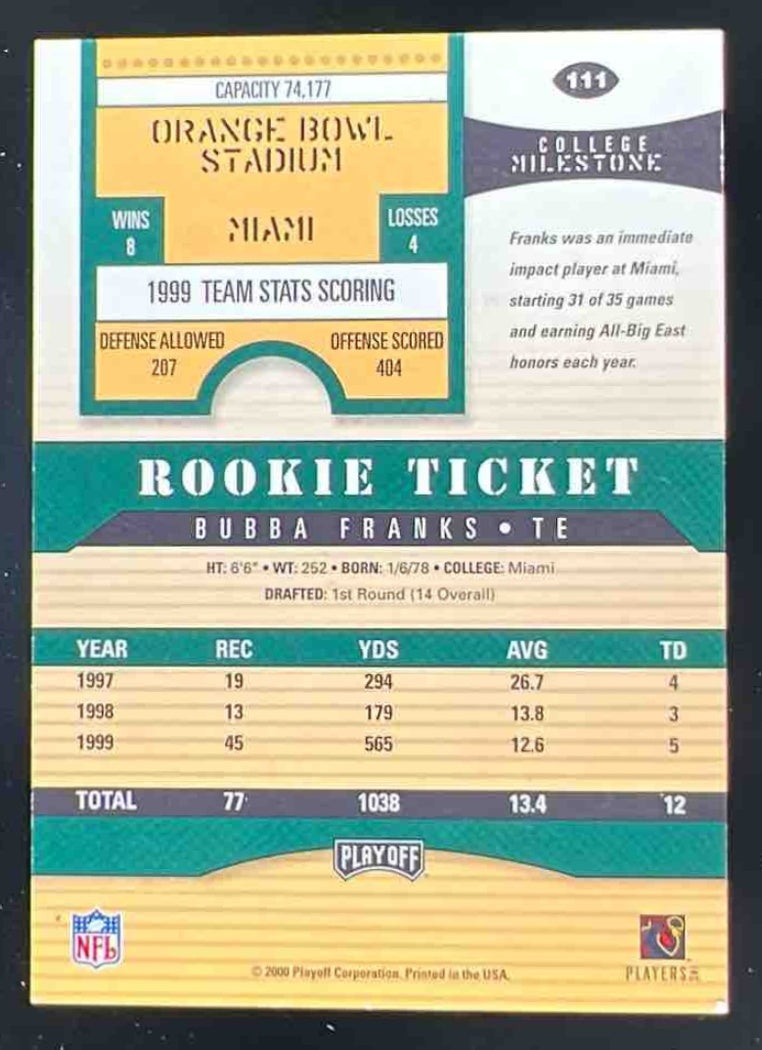 CAPACITY 74,177
ORANGE BOWL
STADIUM
WINS
8
MIAMI
LOSSES
4
1999 TEAM STATS SCORING
DEFENSE ALLOWED
207
OFFENSE SCORED
404
111
COLLEGE
MILESTONE
Franks was an immediate
impact player at Miami,
starting 31 of 35 games
and earning All-Big East
honors each year.
ROOKIE TICKET
BUBBA FRANKS • TE
HT: 6'6" • WT: 252 • BORN: 1/6/78 • COLLEGE: Miami
DRAFTED: 1st Round (14 Overall)
YEAR REC YDS AVG TD
1997 19 294 26.7 4
1998 13 179 13.8 3
1999 45 565 12.6 5
TOTAL 77 1038 13.4 12
PLAYOFF
NFL
© 2000 Playoff Corporation. Printed in the USA.
PLAYERS INC